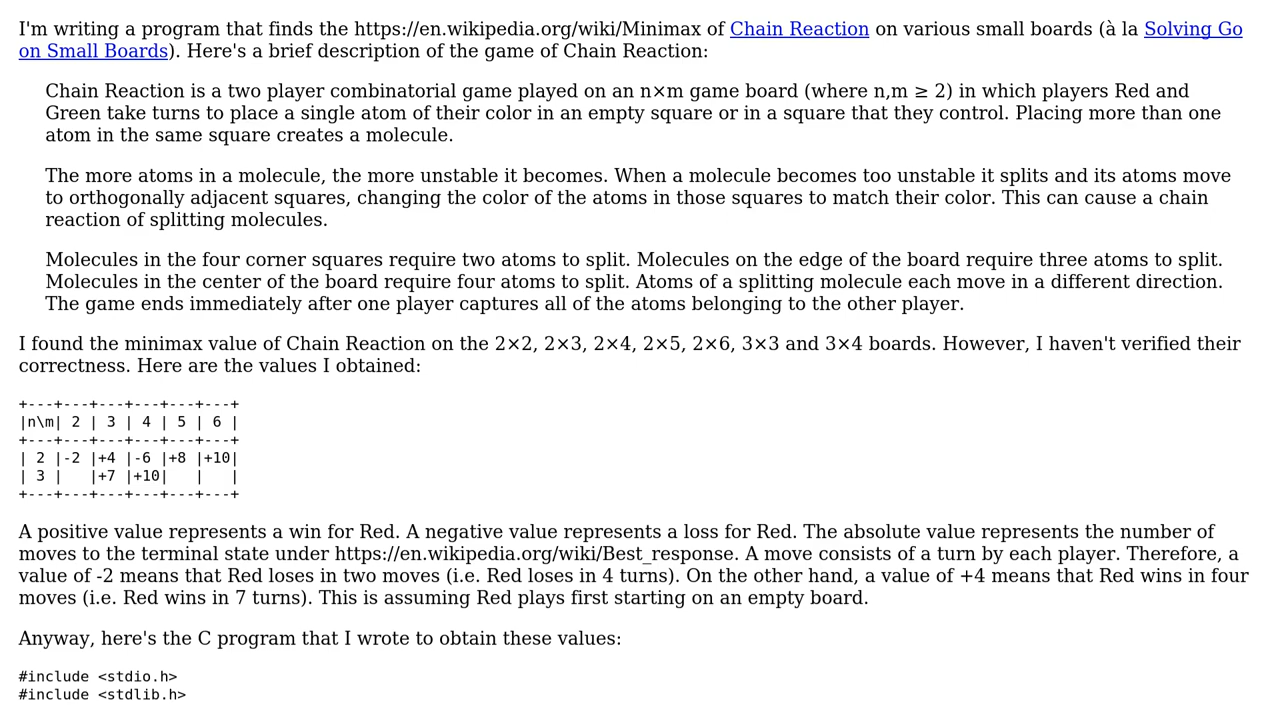 I'm writing a program that finds the https://en.wikipedia.org/wiki/Minimax of Chain Reaction on various small boards (à la Solving Go
on Small Boards). Here's a brief description of the game of Chain Reaction:
Chain Reaction is a two player combinatorial game played on an n×m game board (where n,m ≥ 2) in which players Red and
Green take turns to place a single atom of their color in an empty square or in a square that they control. Placing more than one
atom in the same square creates a molecule.
The more atoms in a molecule, the more unstable it becomes. When a molecule becomes too unstable it splits and its atoms move
to orthogonally adjacent squares, changing the color of the atoms in those squares to match their color. This can cause a chain
reaction of splitting molecules.
Molecules in the four corner squares require two atoms to split. Molecules on the edge of the board require three atoms to split.
Molecules in the center of the board require four atoms to split. Atoms of a splitting molecule each move in a different direction.
The game ends immediately after one player captures all of the atoms belonging to the other player.
I found the minimax value of Chain Reaction on the 2×2, 2×3, 2×4, 2×5, 2×6, 3×3 and 3×4 boards. However, I haven't verified their
correctness. Here are the values I obtained:
+---+---+---+---+---+---+
|n\m| 2 | 3 | 4 | 5 | 6 |
+---+---+---+---+---+---+
| 2 |-2 |+4 |-6 |+8 |+10|
| 3 |   |+7 |+10|   |   |
+---+---+---+---+---+---+
A positive value represents a win for Red. A negative value represents a loss for Red. The absolute value represents the number of
moves to the terminal state under https://en.wikipedia.org/wiki/Best_response. A move consists of a turn by each player. Therefore, a
value of -2 means that Red loses in two moves (i.e. Red loses in 4 turns). On the other hand, a value of +4 means that Red wins in four
moves (i.e. Red wins in 7 turns). This is assuming Red plays first starting on an empty board.
Anyway, here's the C program that I wrote to obtain these values:
#include <stdio.h>
#include <stdlib.h>